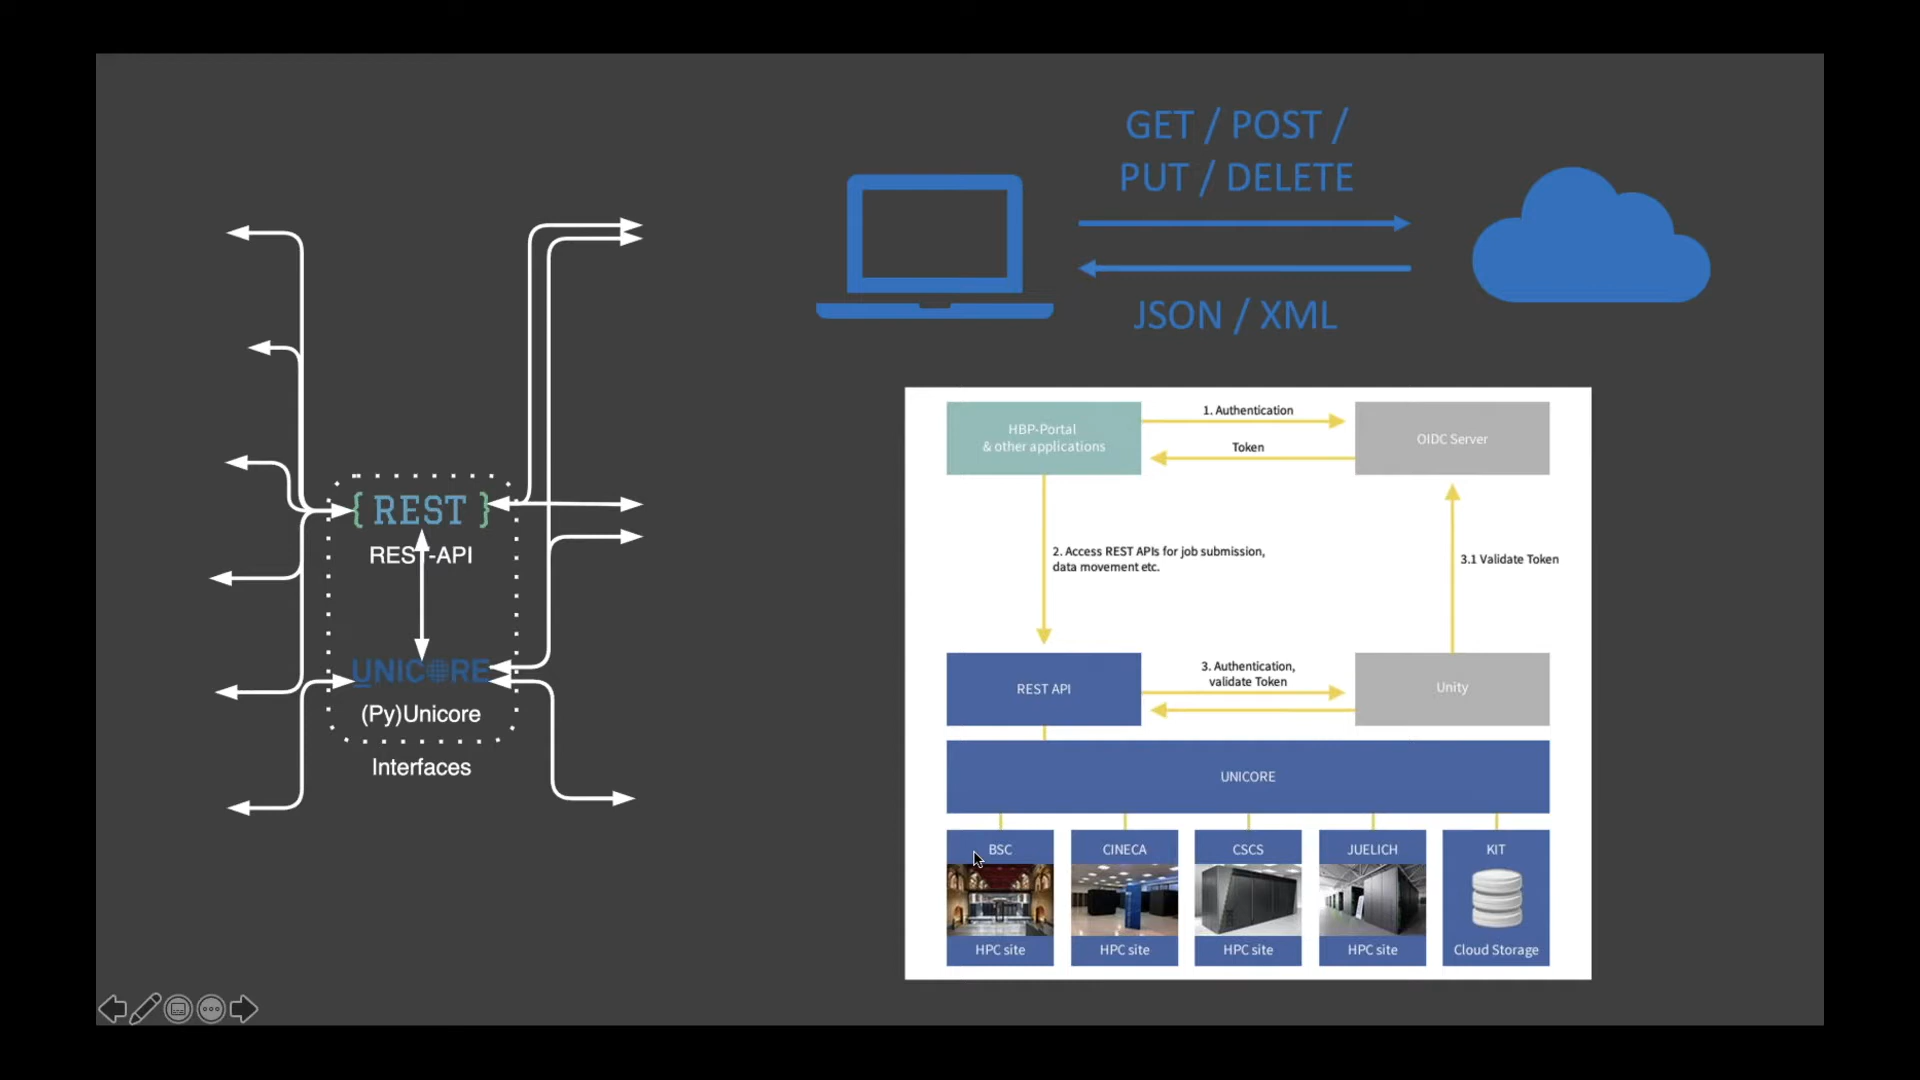 GET / POST /
PUT / DELETE
JSON / XML
{ REST }
REST-API
UNICORE
(Py)Unicore
Interfaces
HBP-Portal
& other applications
1. Authentication
Token
OIDC Server
2. Access REST APIs for job submission,
data movement etc.
3.1 Validate Token
REST API
3. Authentication,
validate Token
Unity
UNICORE
BSC
HPC site
CINECA
HPC site
CSCS
HPC site
JUELICH
HPC site
KIT
Cloud Storage